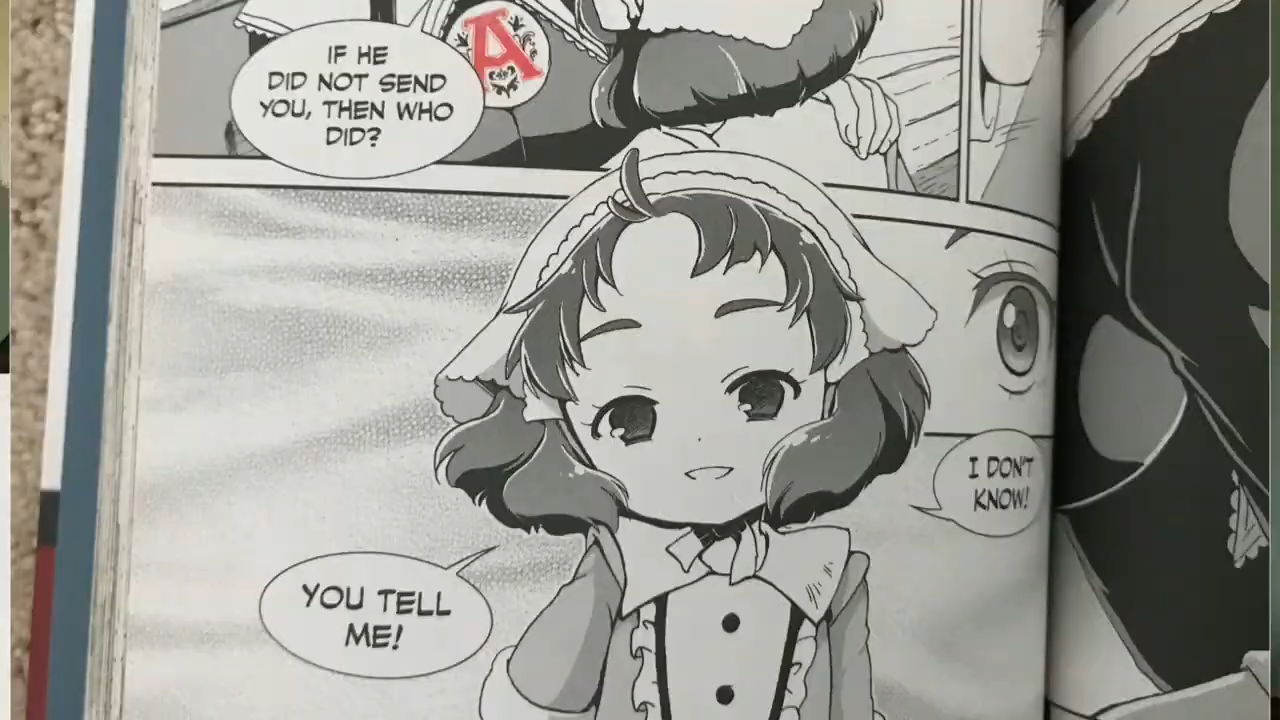 IF HE
DID NOT SEND
YOU, THEN WHO
DID?
A
I DON'T
KNOW!
YOU TELL
ME!